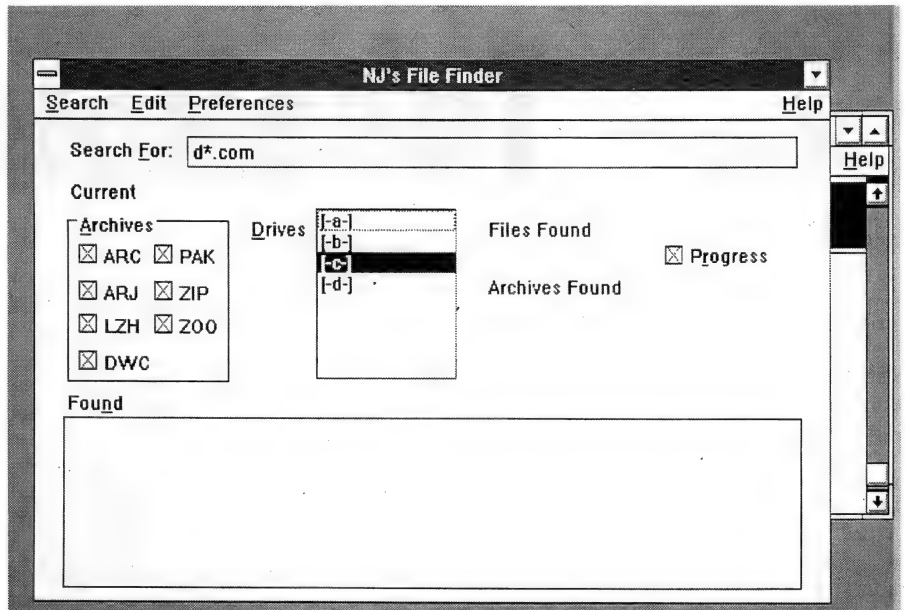 NJ's File Finder
Search Edit Preferences Help
Search For: d*.com
Help
Current
Archives
ARC PAK
ARJ ZIP
LZH ZOO
DWC
Drives
[-a-]
[-b-]
[-c-]
[-d-]
Files Found
Archives Found
Progress
Found